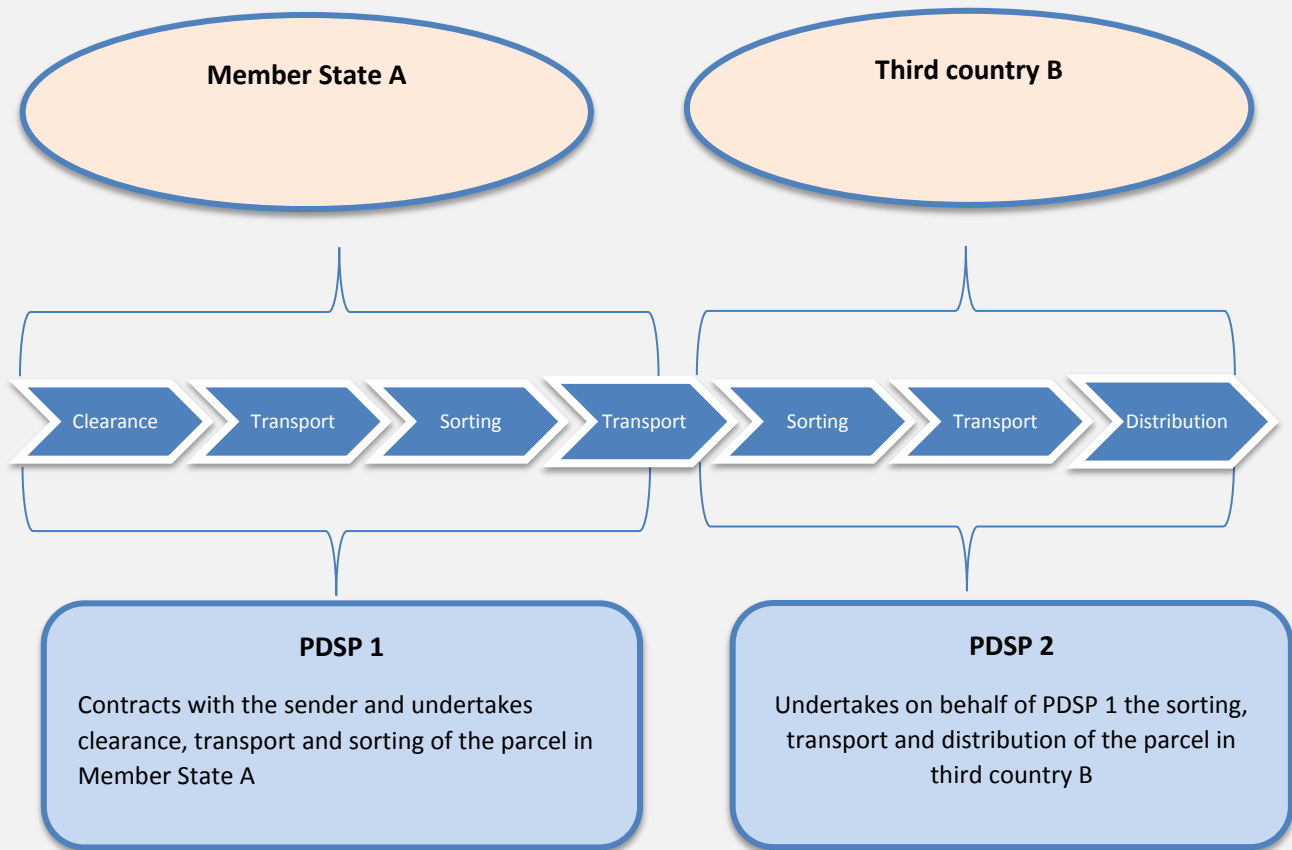 Member State A
Third country B
Clearance
Transport
Sorting
Transport
Sorting
Transport
Distribution
PDSP 1
Contracts with the sender and undertakes
clearance, transport and sorting of the parcel in
Member State A
PDSP 2
Undertakes on behalf of PDSP 1 the sorting,
transport and distribution of the parcel in
third country B